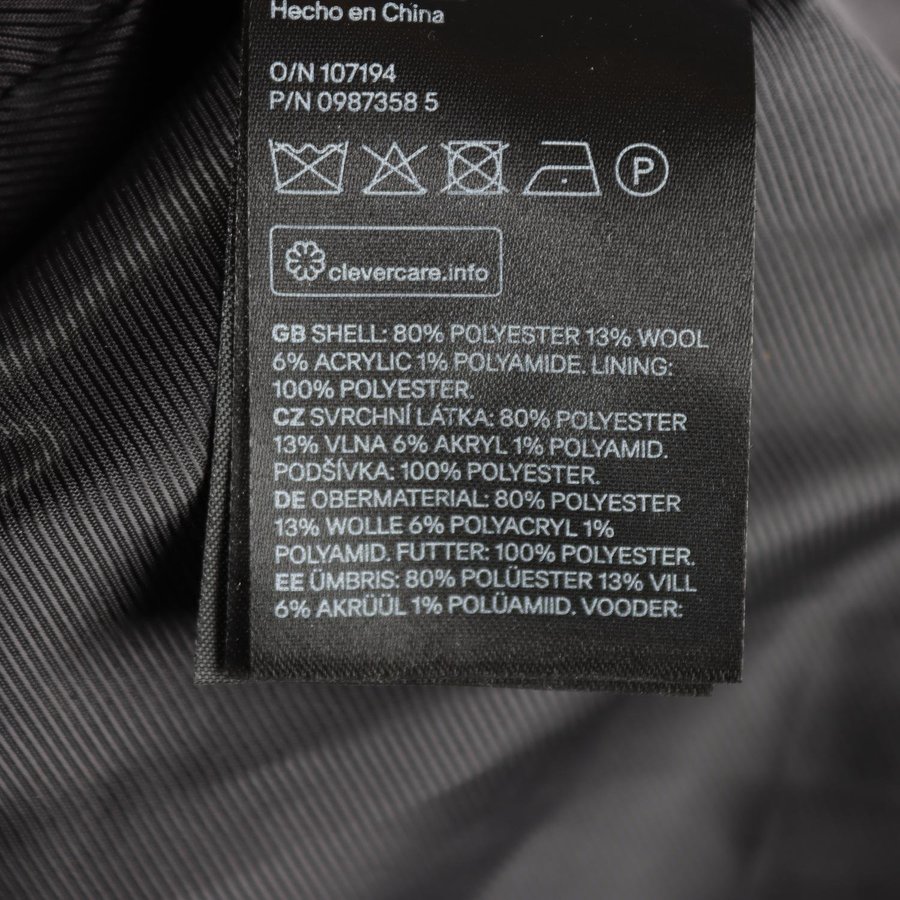 Hecho en China
O/N 107194
P/N 0987358 5
P
clevercare.info
GB SHELL: 80% POLYESTER 13% WOOL
6% ACRYLIC 1% POLYAMIDE. LINING:
100% POLYESTER.
CZ SVRCHNÍ LÁTKA: 80% POLYESTER
13% VLNA 6% AKRYL 1% POLYAMID.
PODŠÍVKA: 100% POLYESTER.
DE OBERMATERIAL: 80% POLYESTER
13% WOLLE 6% POLYACRYL 1%
POLYAMID. FUTTER: 100% POLYESTER.
EE ÜMBRIS: 80% POLÜESTER 13% VILL
6% AKRÜÜL 1% POLÜAMIID. VOODER: